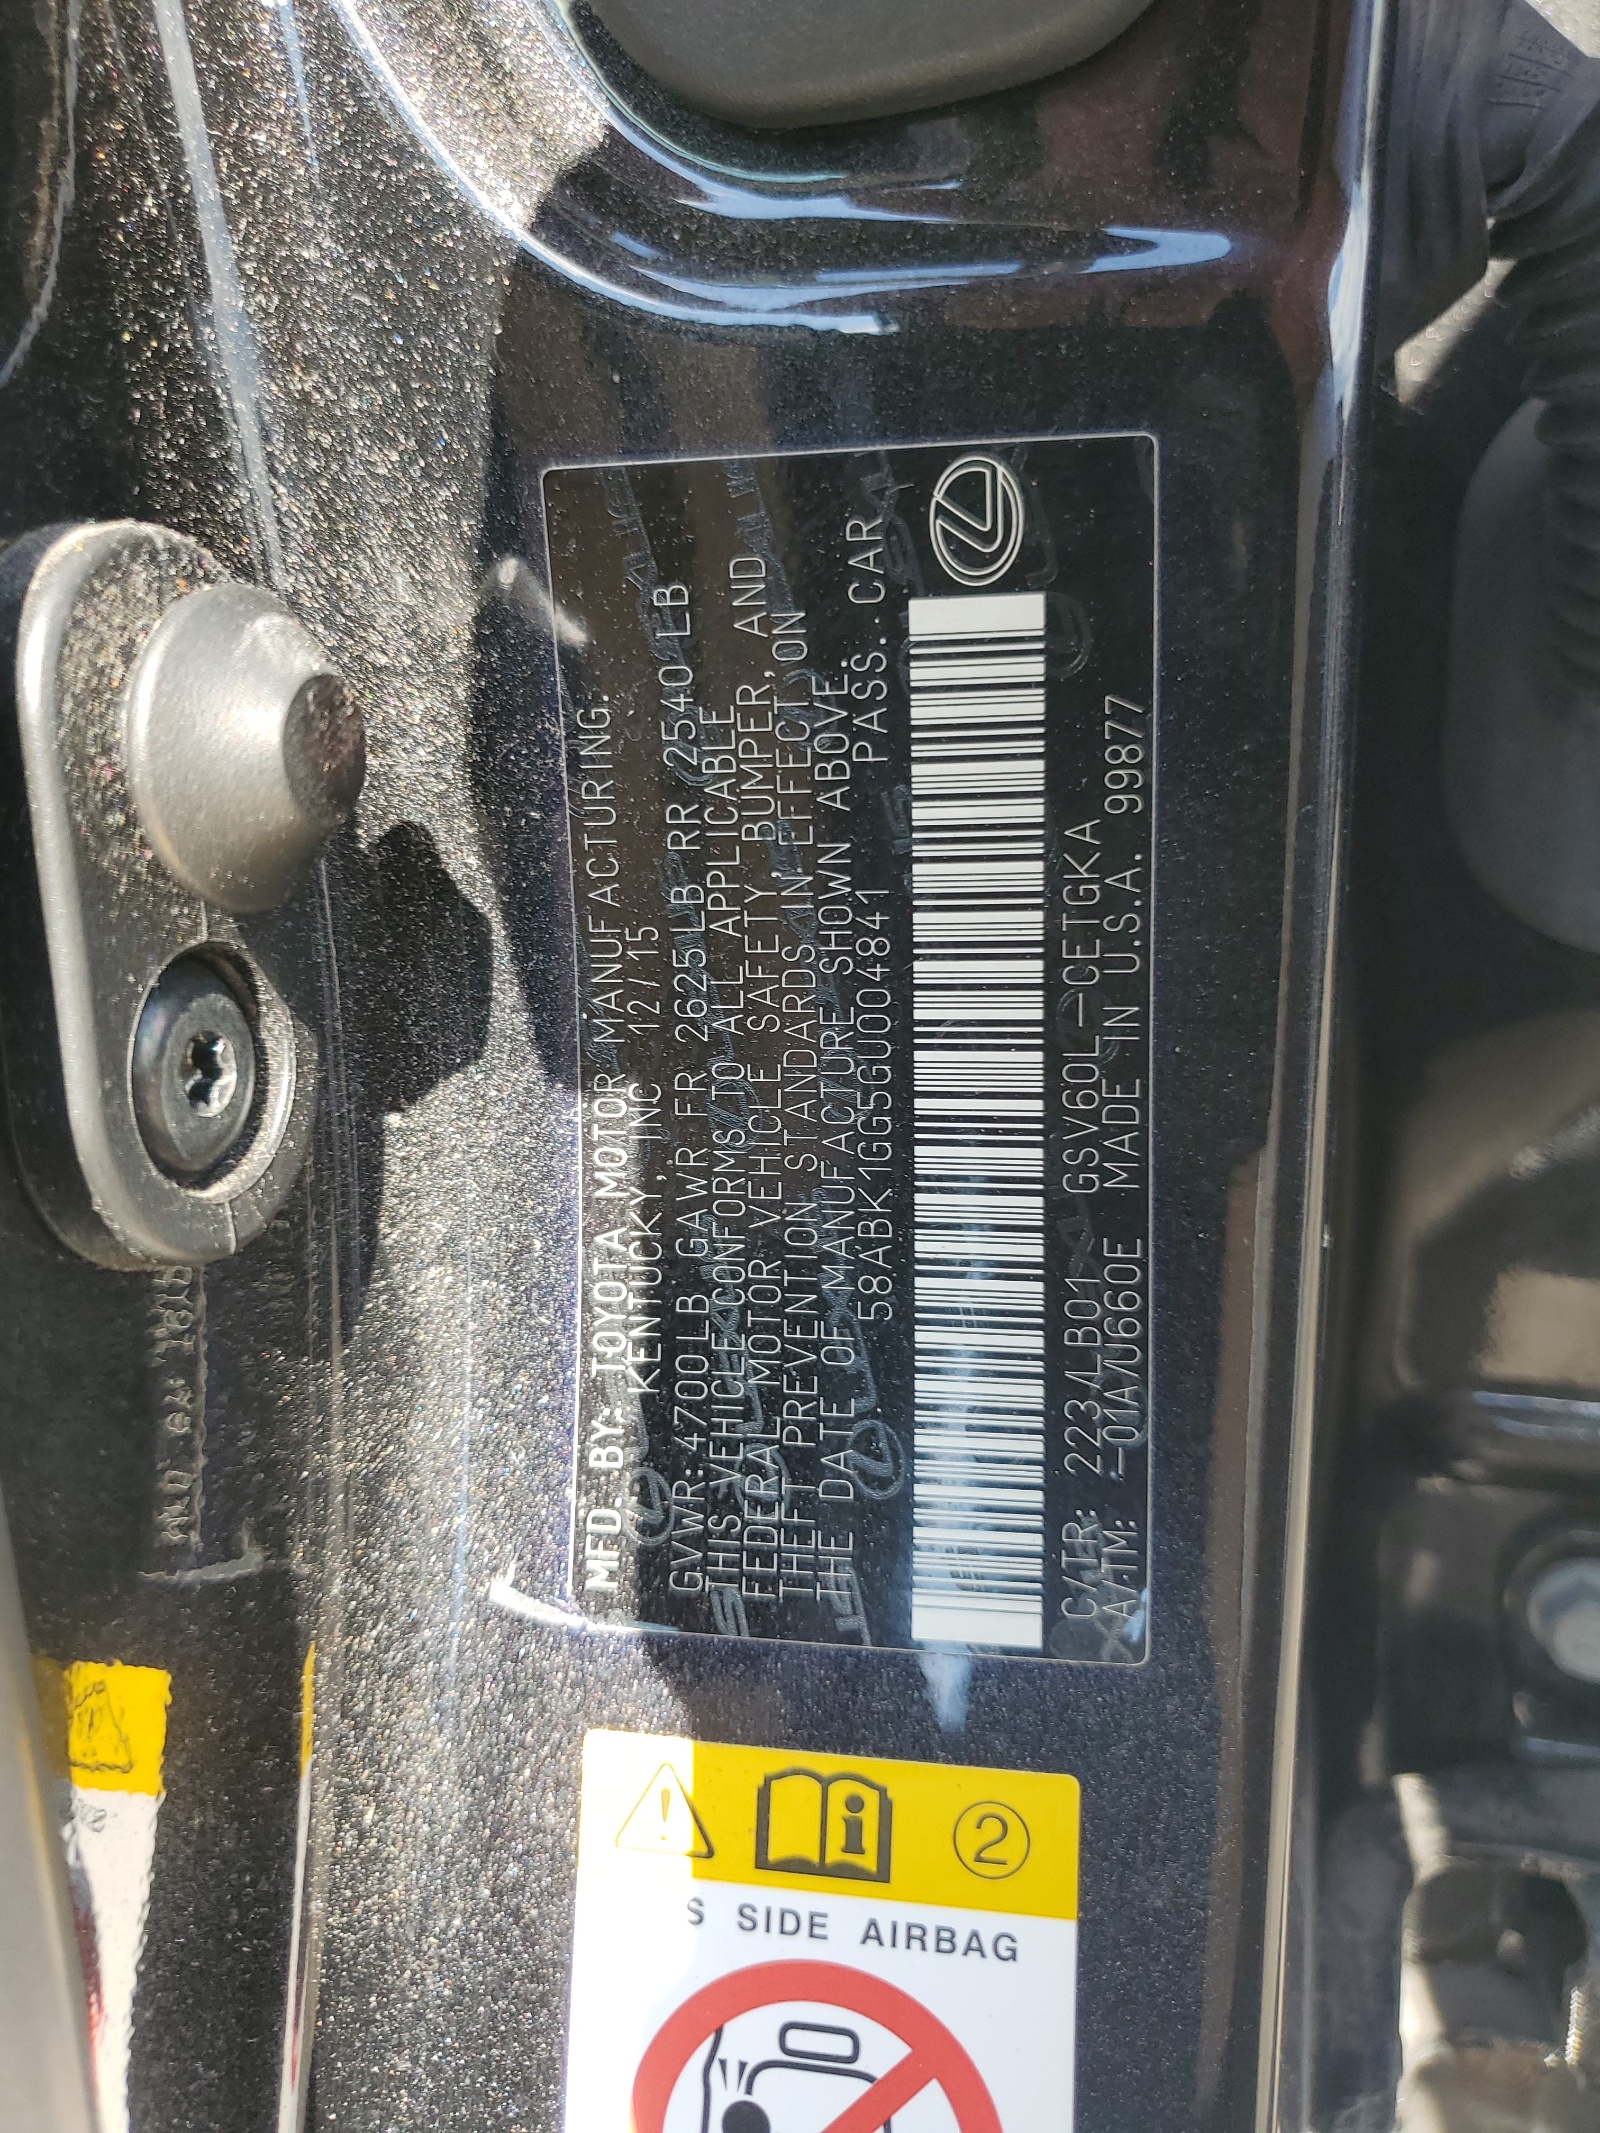 MFD. BY: TOYOTA MOTOR MANUFACTURING.
KENTUCKY, INC 12/15
GVWR:4700LB GAWR FR 2625LB RR 2540LB
THIS VEHICLE CONFORMS TO ALL APPLICABLE
FEDERAL MOTOR VEHICLE SAFETY, BUMPER, AND
THEFT PREVENTION STANDARDS IN EFFECT ON
THE DATE OF MANUFACTURE SHOWN ABOVE.
58ABK1GG5GU004841 PASS. CAR
C/TR: 223/LB01 GSV60L-CETGKA
A/TM: -01A/U660E MADE IN U.S.A. 99877
2
S SIDE AIRBAG